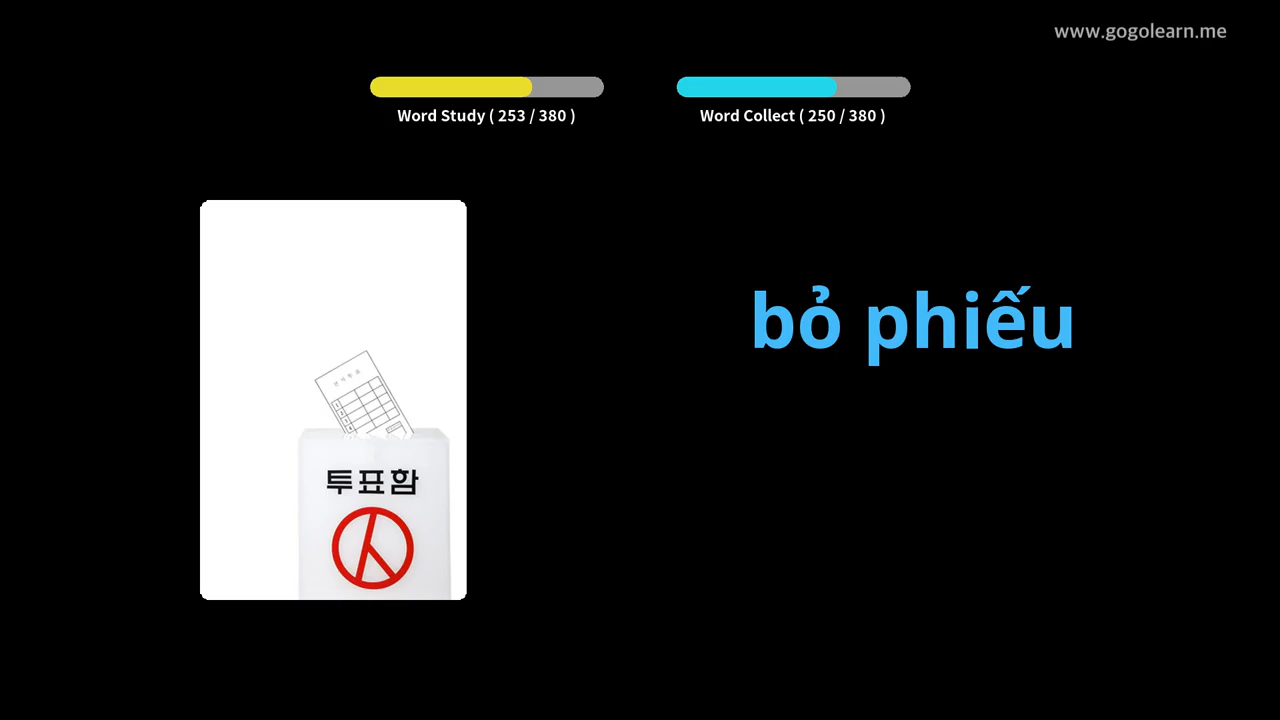 www.gogolearn.me
Word Study ( 253 / 380 )
Word Collect ( 250 / 380 )
bỏ phiếu
투표함